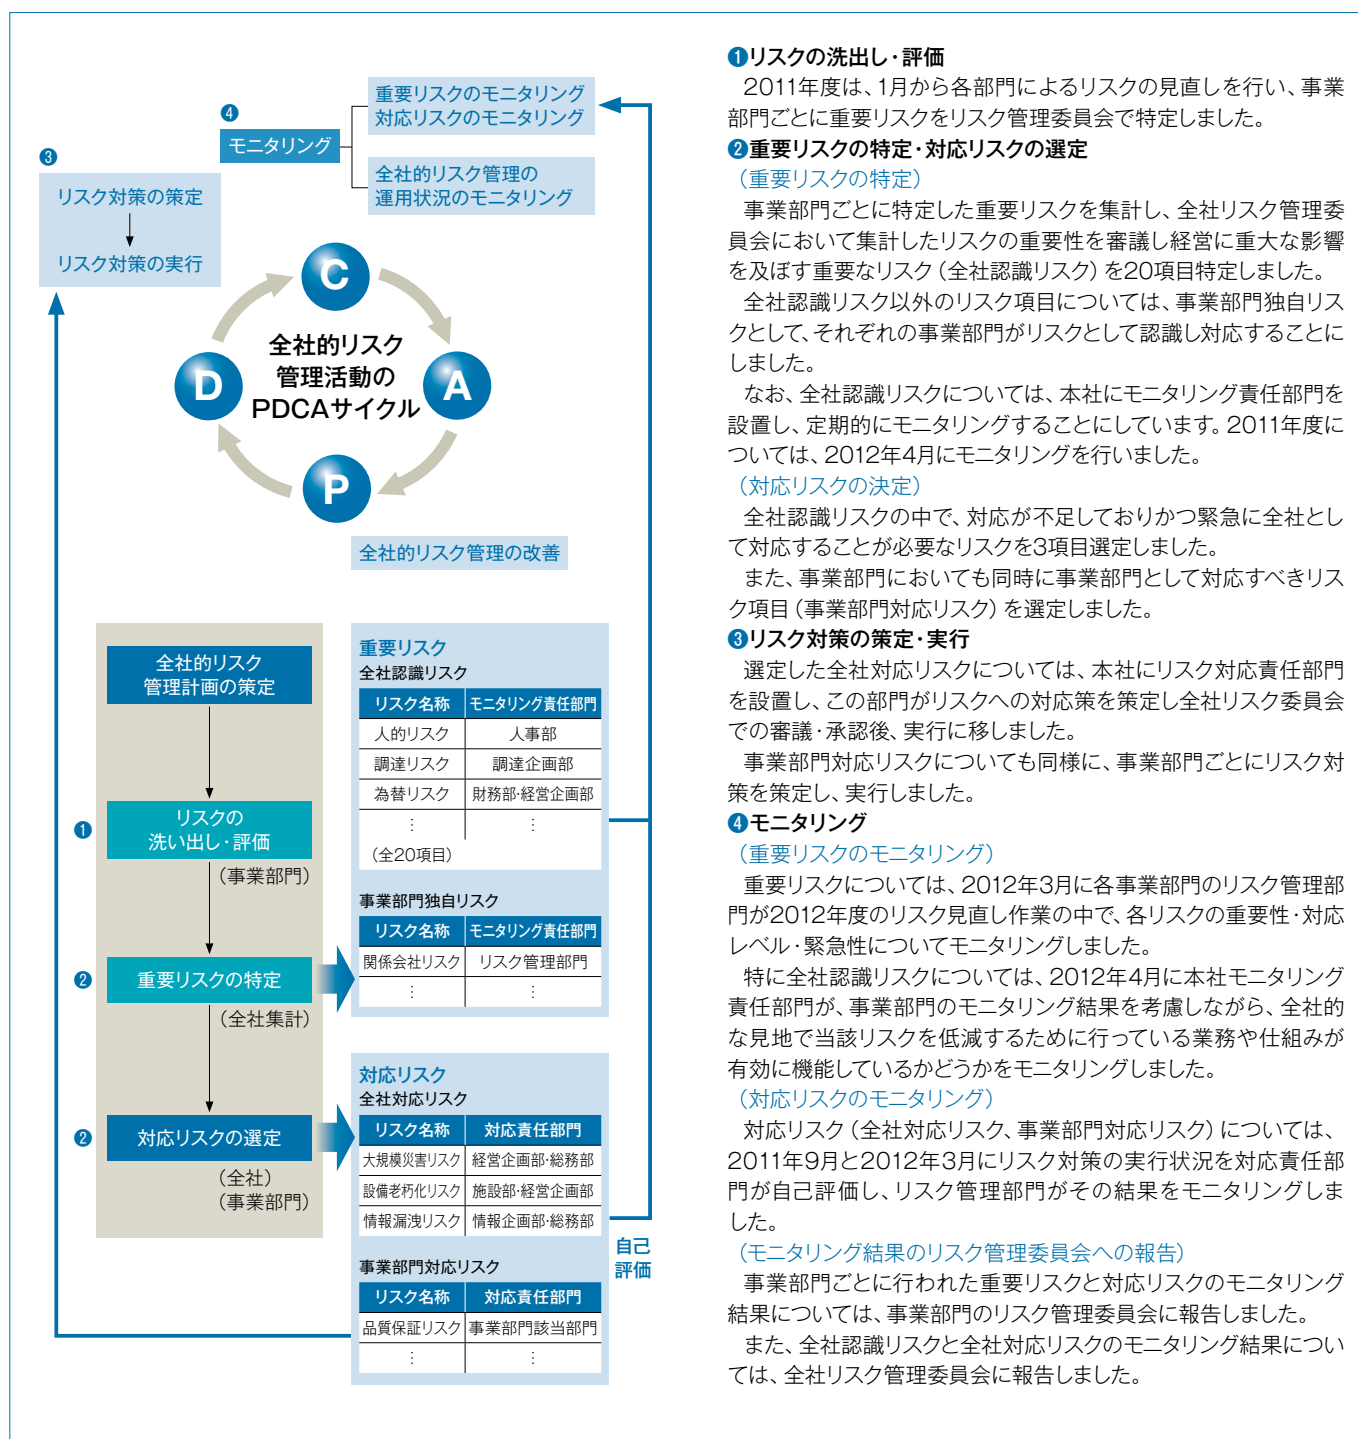 ❹
モニタリング
重要リスクのモニタリング
対応リスクのモニタリング
全社的リスク管理の
運用状況のモニタリング
❸
リスク対策の策定
リスク対策の実行
C
D
A
P
全社的リスク
管理活動の
PDCAサイクル
全社的リスク管理の改善
全社的リスク
管理計画の策定
❶
リスクの
洗い出し・評価
（事業部門）
❷
重要リスクの特定
（全社集計）
❷
対応リスクの選定
（全社）
（事業部門）
重要リスク
全社認識リスク
リスク名称 モニタリング責任部門
人的リスク 人事部
調達リスク 調達企画部
為替リスク 財務部・経営企画部
⋮ ⋮
（全20項目）
事業部門独自リスク
リスク名称 モニタリング責任部門
関係会社リスク リスク管理部門
⋮ ⋮
対応リスク
全社対応リスク
リスク名称 対応責任部門
大規模災害リスク 経営企画部・総務部
設備老朽化リスク 施設部・経営企画部
情報漏洩リスク 情報企画部・総務部
事業部門対応リスク
リスク名称 対応責任部門
品質保証リスク 事業部門該当部門
⋮ ⋮
自己
評価
❶リスクの洗出し・評価
2011年度は、1月から各部門によるリスクの見直しを行い、事業
部門ごとに重要リスクをリスク管理委員会で特定しました。
❷重要リスクの特定・対応リスクの選定
（重要リスクの特定）
事業部門ごとに特定した重要リスクを集計し、全社リスク管理委
員会において集計したリスクの重要性を審議し経営に重大な影響
を及ぼす重要なリスク（全社認識リスク）を20項目特定しました。
全社認識リスク以外のリスク項目については、事業部門独自リス
クとして、それぞれの事業部門がリスクとして認識し対応することに
しました。
なお、全社認識リスクについては、本社にモニタリング責任部門を
設置し、定期的にモニタリングすることにしています。2011年度に
ついては、2012年4月にモニタリングを行いました。
（対応リスクの決定）
全社認識リスクの中で、対応が不足しておりかつ緊急に全社とし
て対応することが必要なリスクを3項目選定しました。
また、事業部門においても同時に事業部門として対応すべきリス
ク項目（事業部門対応リスク）を選定しました。
❸リスク対策の策定・実行
選定した全社対応リスクについては、本社にリスク対応責任部門
を設置し、この部門がリスクへの対応策を策定し全社リスク委員会
での審議・承認後、実行に移しました。
事業部門対応リスクについても同様に、事業部門ごとにリスク対
策を策定し、実行しました。
❹モニタリング
（重要リスクのモニタリング）
重要リスクについては、2012年3月に各事業部門のリスク管理部
門が2012年度のリスク見直し作業の中で、各リスクの重要性・対応
レベル・緊急性についてモニタリングしました。
特に全社認識リスクについては、2012年4月に本社モニタリング
責任部門が、事業部門のモニタリング結果を考慮しながら、全社的
な見地で当該リスクを低減するために行っている業務や仕組みが
有効に機能しているかどうかをモニタリングしました。
（対応リスクのモニタリング）
対応リスク（全社対応リスク、事業部門対応リスク）については、
2011年9月と2012年3月にリスク対策の実行状況を対応責任部
門が自己評価し、リスク管理部門がその結果をモニタリングしま
した。
（モニタリング結果のリスク管理委員会への報告）
事業部門ごとに行われた重要リスクと対応リスクのモニタリング
結果については、事業部門のリスク管理委員会に報告しました。
また、全社認識リスクと全社対応リスクのモニタリング結果につい
ては、全社リスク管理委員会に報告しました。